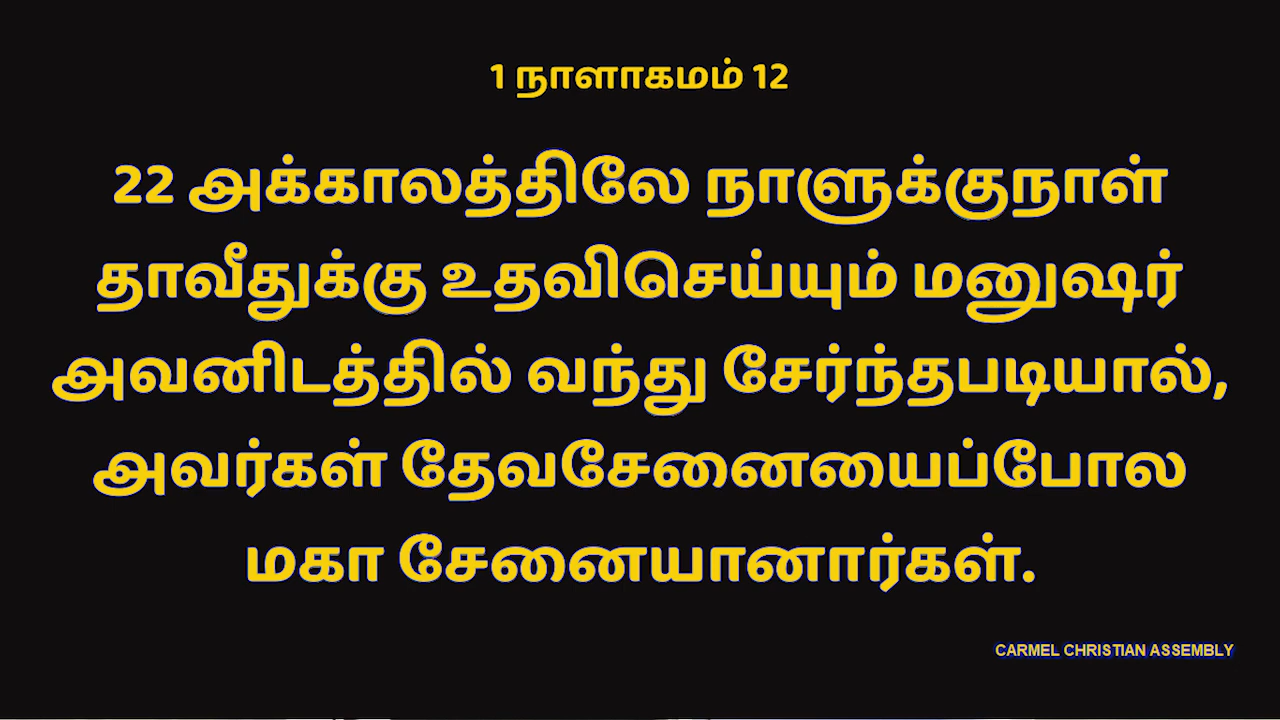 1 நாளாகமம் 12
22 அக்காலத்திலே நாளுக்குநாள்
தாவீதுக்கு உதவிசெய்யும் மனுஷர்
அவனிடத்தில் வந்து சேர்ந்தபடியால்,
அவர்கள் தேவசேனையைப்போல
மகா சேனையானார்கள்.
CARMEL CHRISTIAN ASSEMBLY